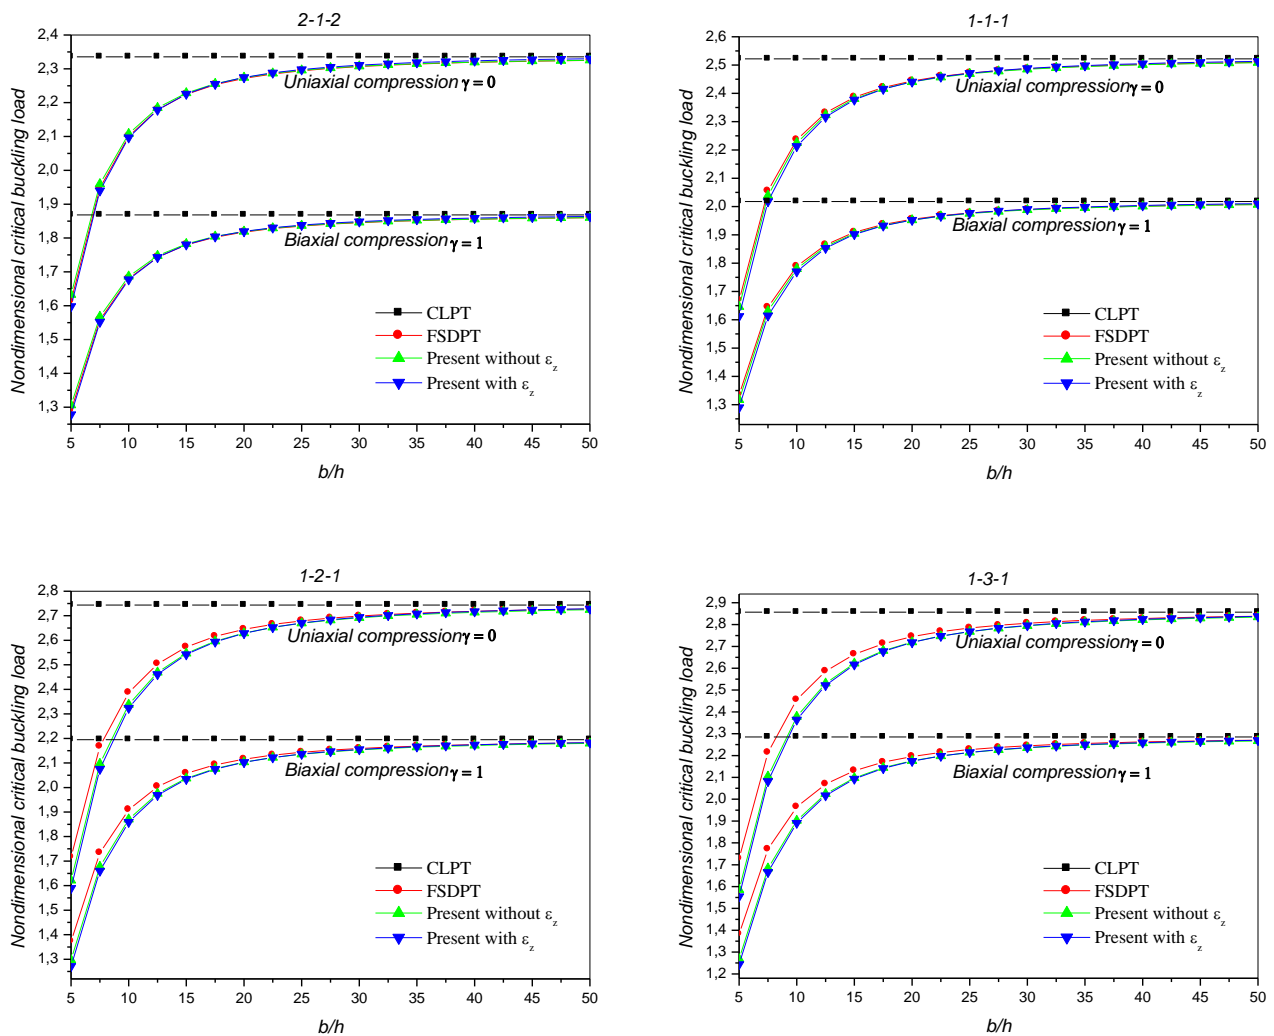 2-1-2
Nondimensional critical buckling load
2,4
2,3
2,2
2,1
2,0
1,9
1,8
1,7
1,6
1,5
1,4
1,3
Uniaxial compression γ = 0
Biaxial compression γ = 1
CLPT
FSDPT
Present without ε_z
Present with ε_z
5 10 15 20 25 30 35 40 45 50
b/h
1-1-1
Nondimensional critical buckling load
2,6
2,5
2,4
2,3
2,2
2,1
2,0
1,9
1,8
1,7
1,6
1,5
1,4
1,3
Uniaxial compression γ = 0
Biaxial compression γ = 1
CLPT
FSDPT
Present without ε_z
Present with ε_z
5 10 15 20 25 30 35 40 45 50
b/h
1-2-1
Nondimensional critical buckling load
2,8
2,7
2,6
2,5
2,4
2,3
2,2
2,1
2,0
1,9
1,8
1,7
1,6
1,5
1,4
1,3
Uniaxial compression γ = 0
Biaxial compression γ = 1
CLPT
FSDPT
Present without ε_z
Present with ε_z
5 10 15 20 25 30 35 40 45 50
b/h
1-3-1
Nondimensional critical buckling load
2,9
2,8
2,7
2,6
2,5
2,4
2,3
2,2
2,1
2,0
1,9
1,8
1,7
1,6
1,5
1,4
1,3
1,2
Uniaxial compression γ = 0
Biaxial compression γ = 1
CLPT
FSDPT
Present without ε_z
Present with ε_z
5 10 15 20 25 30 35 40 45 50
b/h